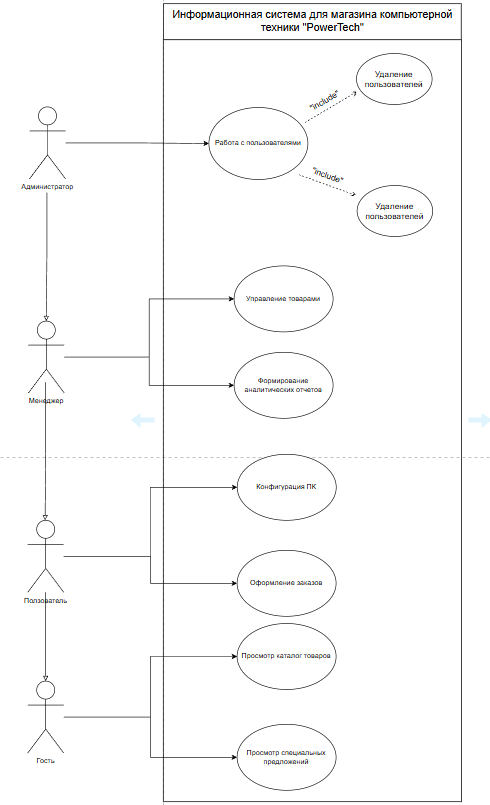 Информационная система для магазина компьютерной
техники "PowerTech"
Удаление
пользователей
"include"
Работа с пользователями
"include"
Администратор
Удаление
пользователей
Управление товарами
Формирование
аналитических отчетов
Менеджер
Конфигурация ПК
Оформление заказов
Ползователь
Просмотр каталог товаров
Просмотр специальных
предложений
Гость